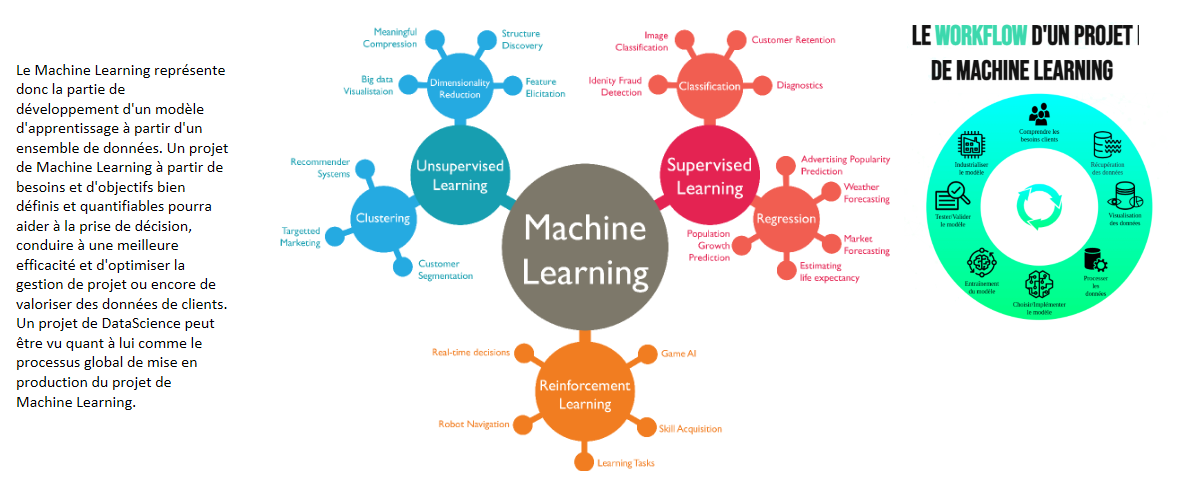 Le Machine Learning représente
donc la partie de
développement d'un modèle
d'apprentissage à partir d'un
ensemble de données. Un projet
de Machine Learning à partir de
besoins et d'objectifs bien
définis et quantifiables pourra
aider à la prise de décision,
conduire à une meilleure
efficacité et d'optimiser la
gestion de projet ou encore de
valoriser des données de clients.
Un projet de DataScience peut
être vu quant à lui comme le
processus global de mise en
production du projet de
Machine Learning.
Meaningful
Compression
Structure
Discovery
Big data
Visualistaion
Dimensionality
Reduction
Feature
Elicitation
Unsupervised
Learning
Recommender
Systems
Clustering
Targetted
Marketing
Customer
Segmentation
Machine
Learning
Image
Classification
Customer Retention
Idenity Fraud
Detection
Classification
Diagnostics
Supervised
Learning
Advertising Popularity
Prediction
Weather
Forecasting
Regression
Population
Growth
Prediction
Market
Forecasting
Estimating
life expectancy
Real-time decisions
Game AI
Reinforcement
Learning
Robot Navigation
Skill Acquisition
Learning Tasks
LE WORKFLOW D'UN PROJET
DE MACHINE LEARNING
Comprendre les
besoins clients
Récupération
des données
Visualisation
des données
Processer
les
données
Choisir/Implémenter
le modèle
Entraînement
du modèle
Tester/Valider
le modèle
Industrialiser
le modèle